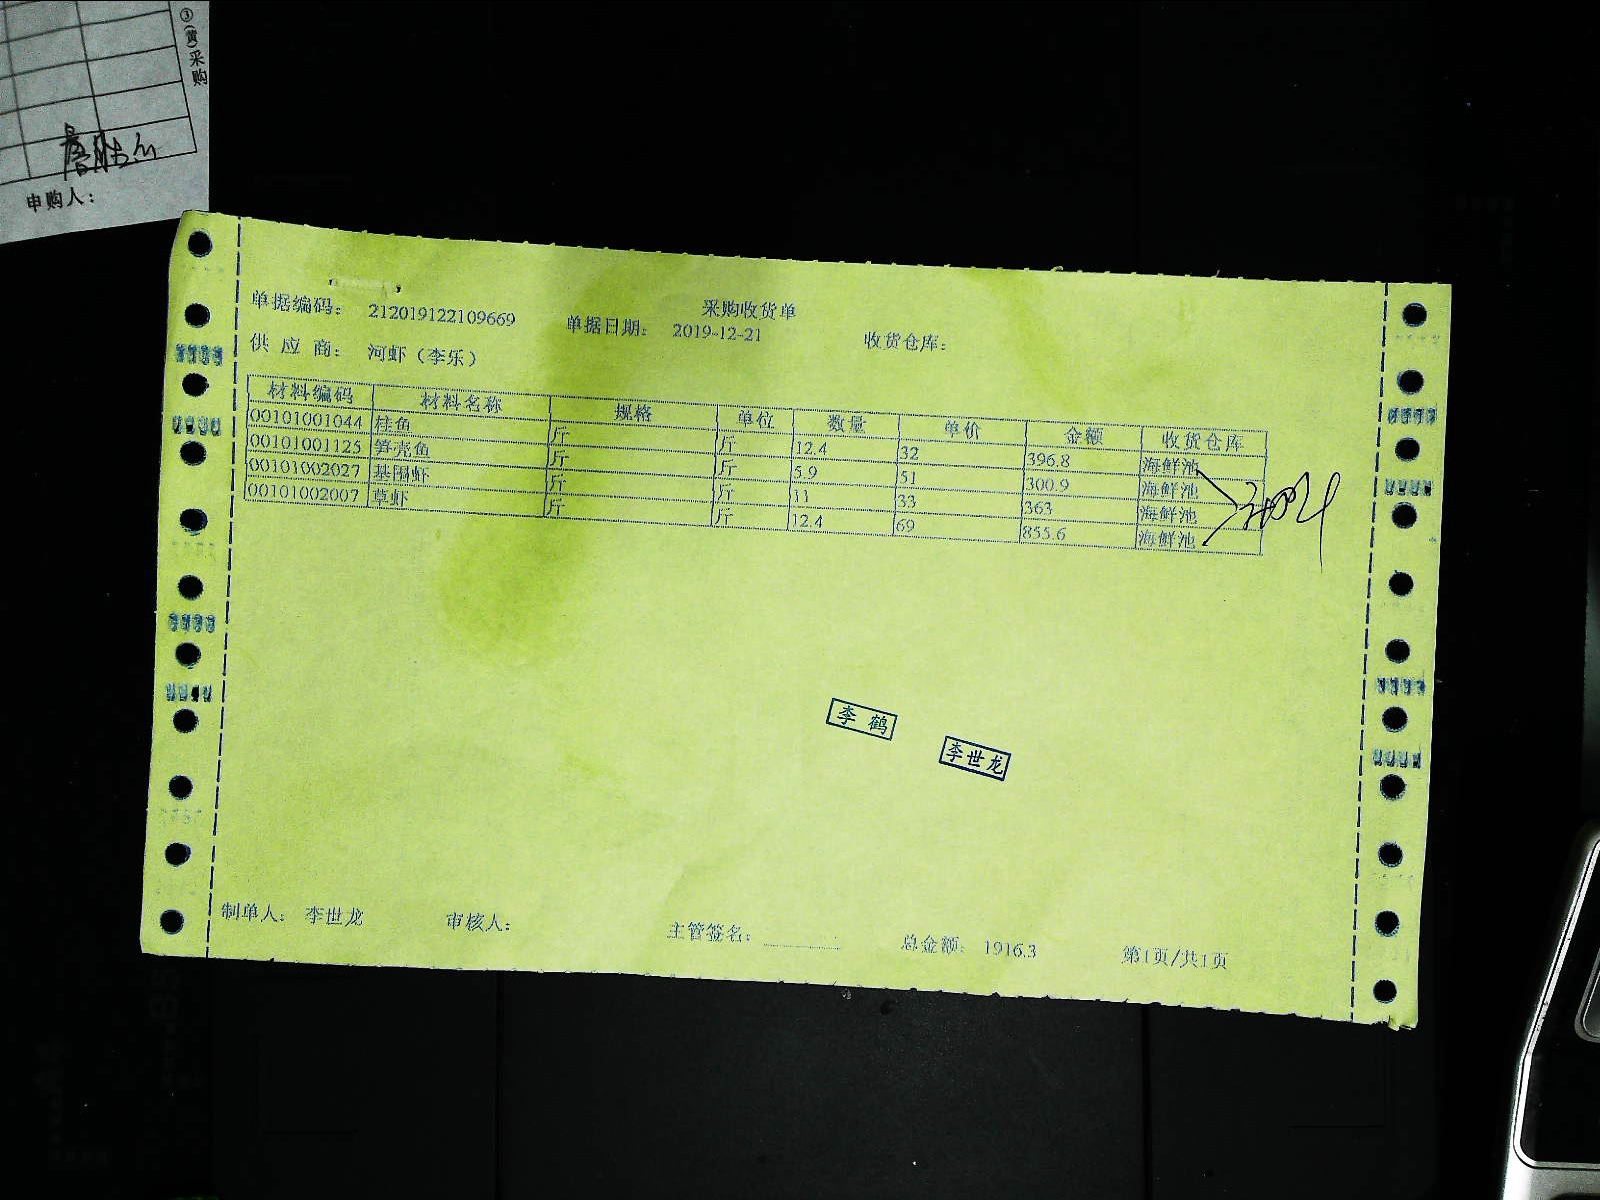 ③(黄)采购
申购人:
采购收货单
单据编码: 212019122109669 单据日期: 2019-12-21 收货仓库:
供 应 商: 河虾（李乐）
材料编码 材料名称 规格 单位 数量 单价 金额 收货仓库
00101001044 桂鱼 斤 斤 12.4 32 396.8 海鲜池
00101001125 笋壳鱼 斤 斤 5.9 51 300.9 海鲜池
00101002027 基围虾 斤 斤 11 33 363 海鲜池
00101002007 草虾 斤 斤 12.4 69 855.6 海鲜池
李鹤
李世龙
制单人: 李世龙 审核人: 主管签名: 总金额: 1916.3 第1页/共1页